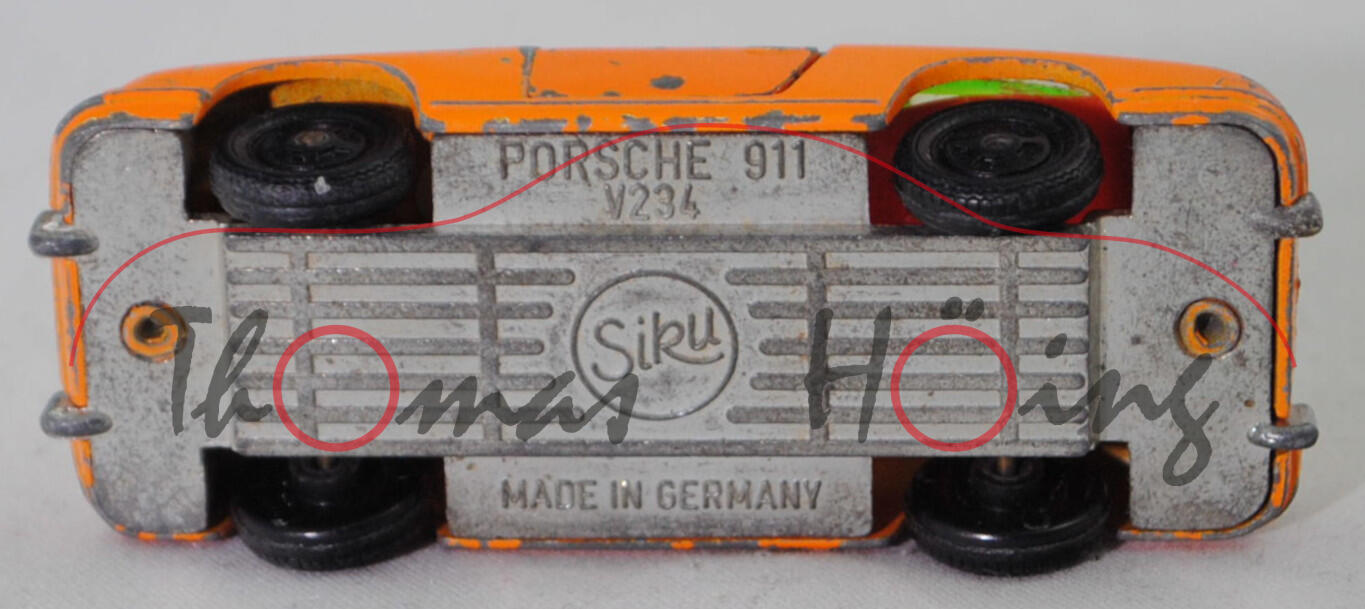 PORSCHE 911
V234
Siku
Thomas Höing
MADE IN GERMANY